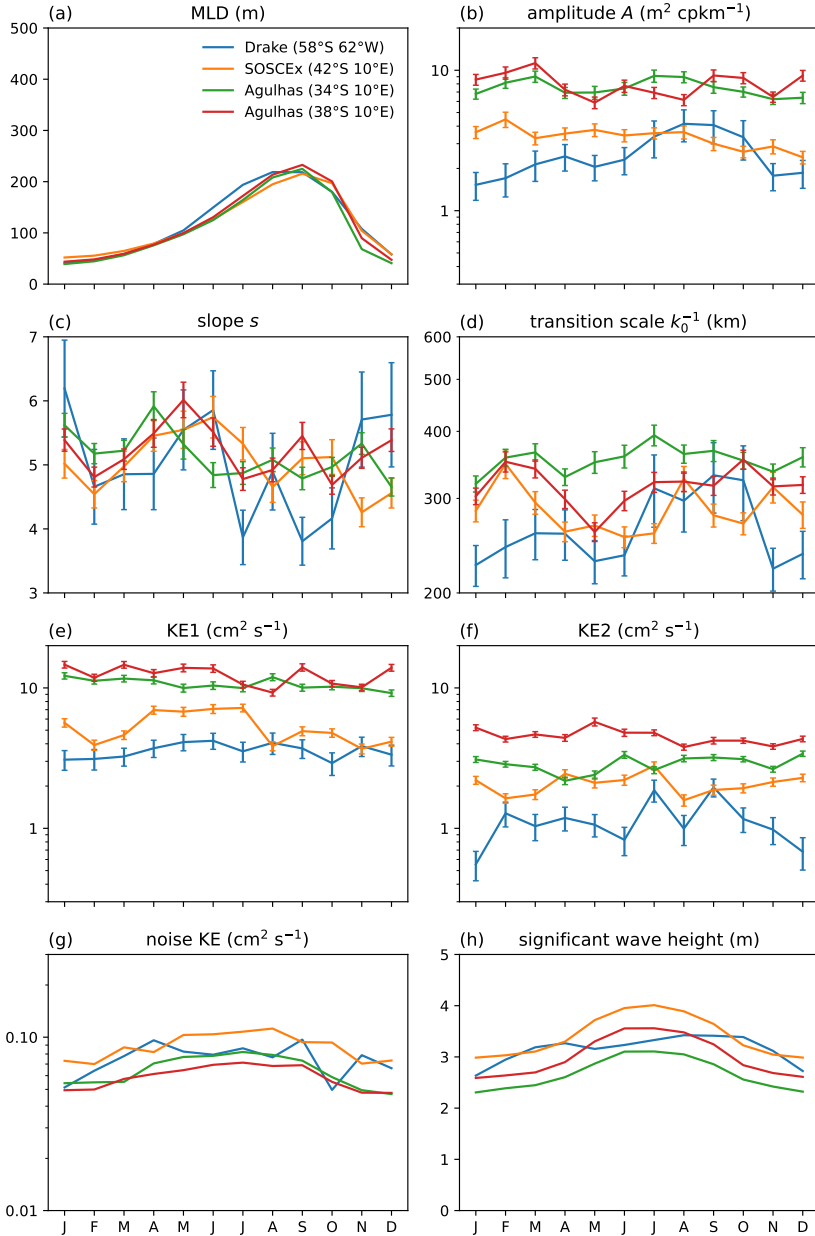 (a) MLD (m)
500
400
300
200
100
0
Drake (58°S 62°W)
SOSCEx (42°S 10°E)
Agulhas (34°S 10°E)
Agulhas (38°S 10°E)
(b) amplitude A (m² cpkm⁻¹)
10
1
(c) slope s
7
6
5
4
3
(d) transition scale k₀⁻¹ (km)
600
500
400
300
200
(e) KE1 (cm² s⁻¹)
10
1
(f) KE2 (cm² s⁻¹)
10
1
(g) noise KE (cm² s⁻¹)
0.10
0.01
J F M A M J J A S O N D
(h) significant wave height (m)
5
4
3
2
1
0
J F M A M J J A S O N D